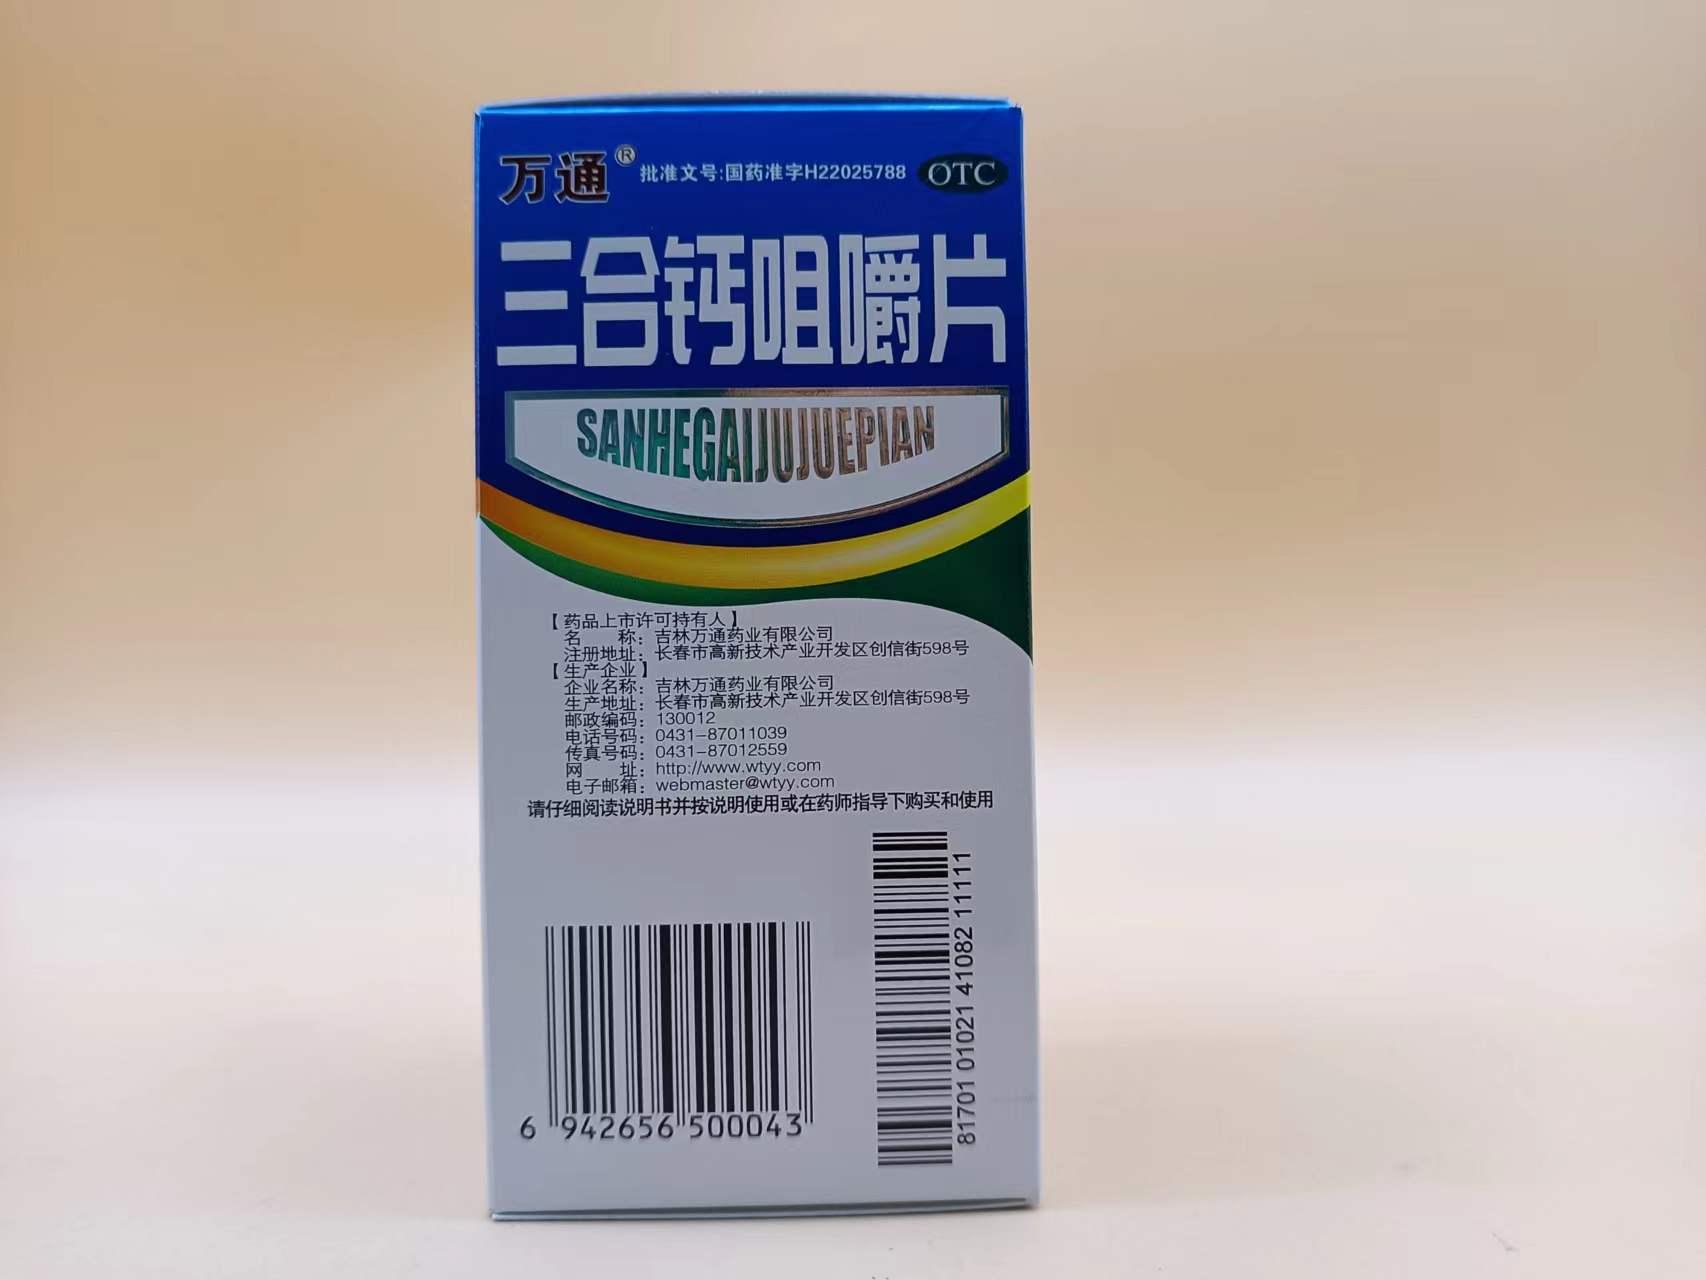 万通® 批准文号:国药准字H22025788 OTC
三合钙咀嚼片
SANHEGAIJUJUEPIAN
【药品上市许可持有人】
名 称：吉林万通药业有限公司
注册地址：长春市高新技术产业开发区创信街598号
【生产企业】
企业名称：吉林万通药业有限公司
生产地址：长春市高新技术产业开发区创信街598号
邮政编码：130012
电话号码：0431-87011039
传真号码：0431-87012559
网 址：http://www.wtyy.com
电子邮箱：webmaster@wtyy.com
请仔细阅读说明书并按说明使用或在药师指导下购买和使用
6 942656 500043
81701 01021 41082 11111